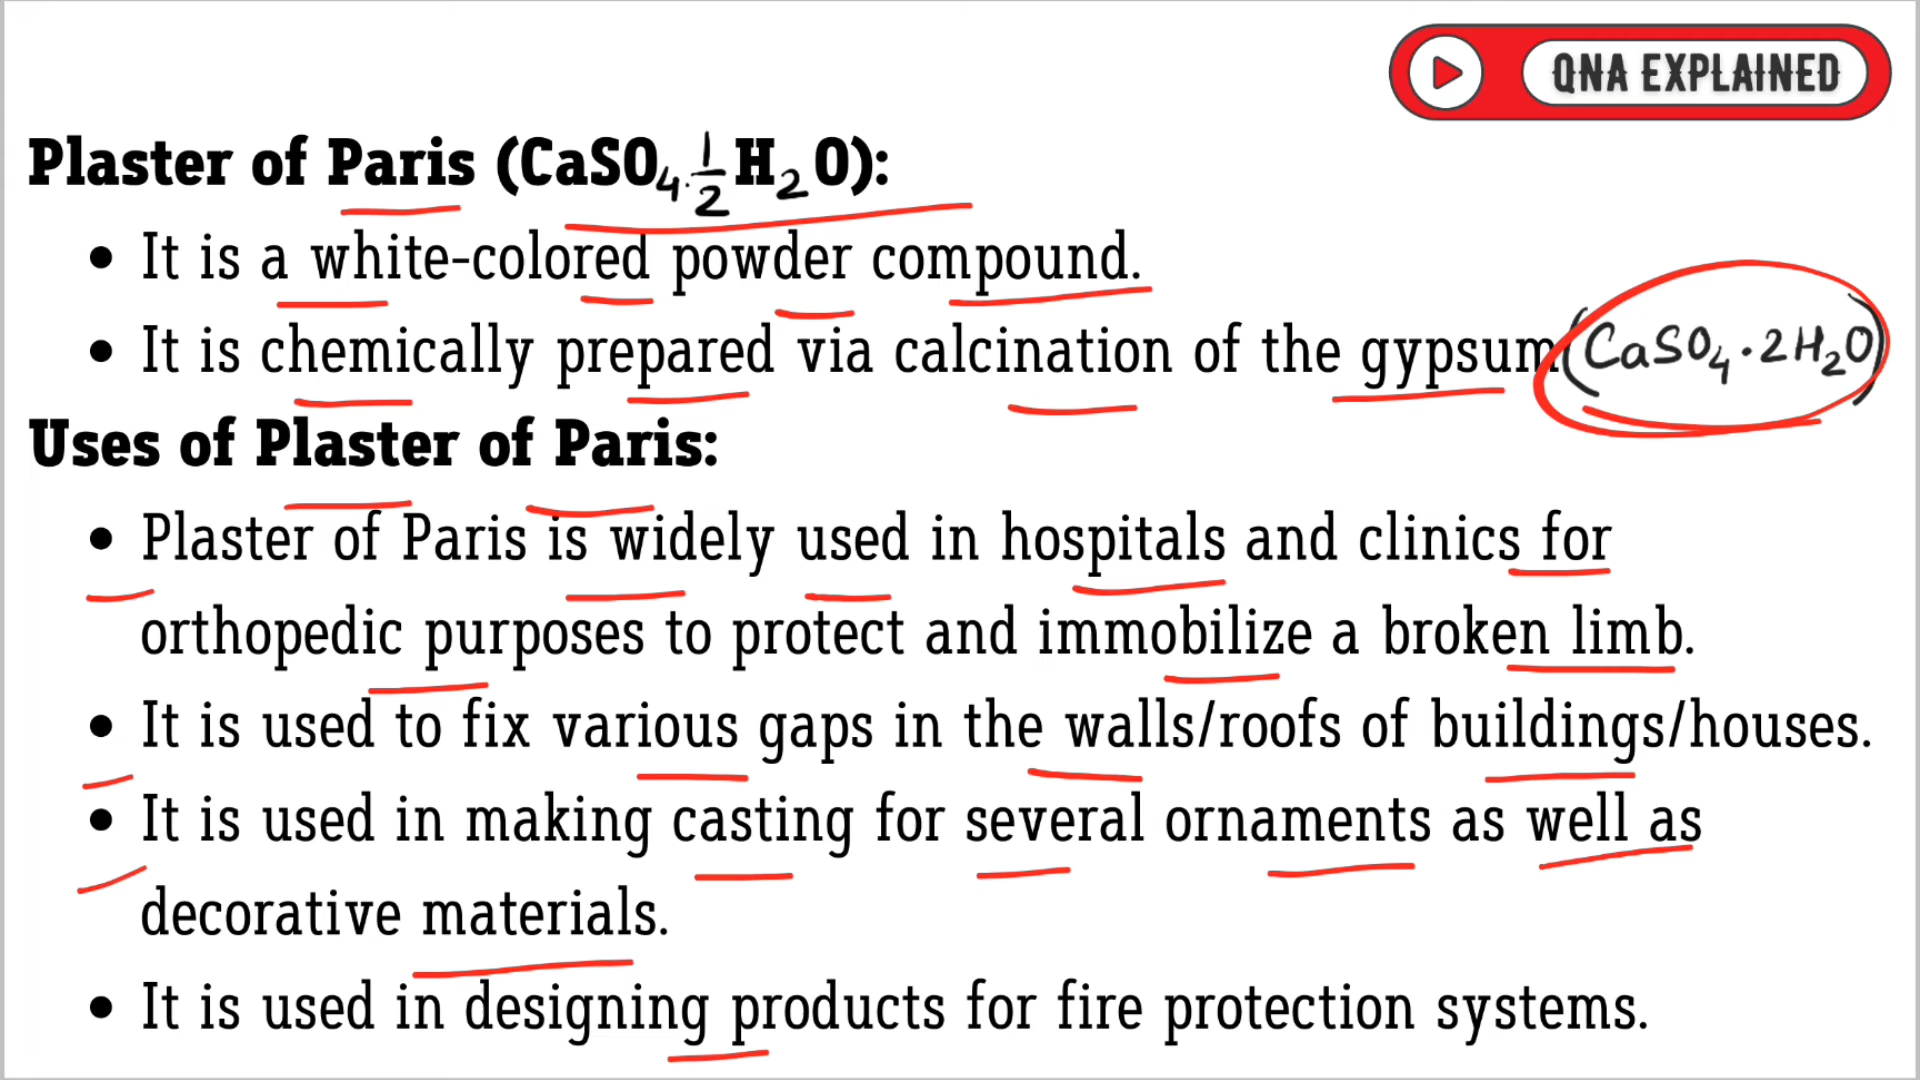 QNA EXPLAINED
Plaster of Paris (CaSO₄·½H₂O):
• It is a white-colored powder compound.
• It is chemically prepared via calcination of the gypsum (CaSO₄·2H₂O)
Uses of Plaster of Paris:
• Plaster of Paris is widely used in hospitals and clinics for
orthopedic purposes to protect and immobilize a broken limb.
• It is used to fix various gaps in the walls/roofs of buildings/houses.
• It is used in making casting for several ornaments as well as
decorative materials.
• It is used in designing products for fire protection systems.